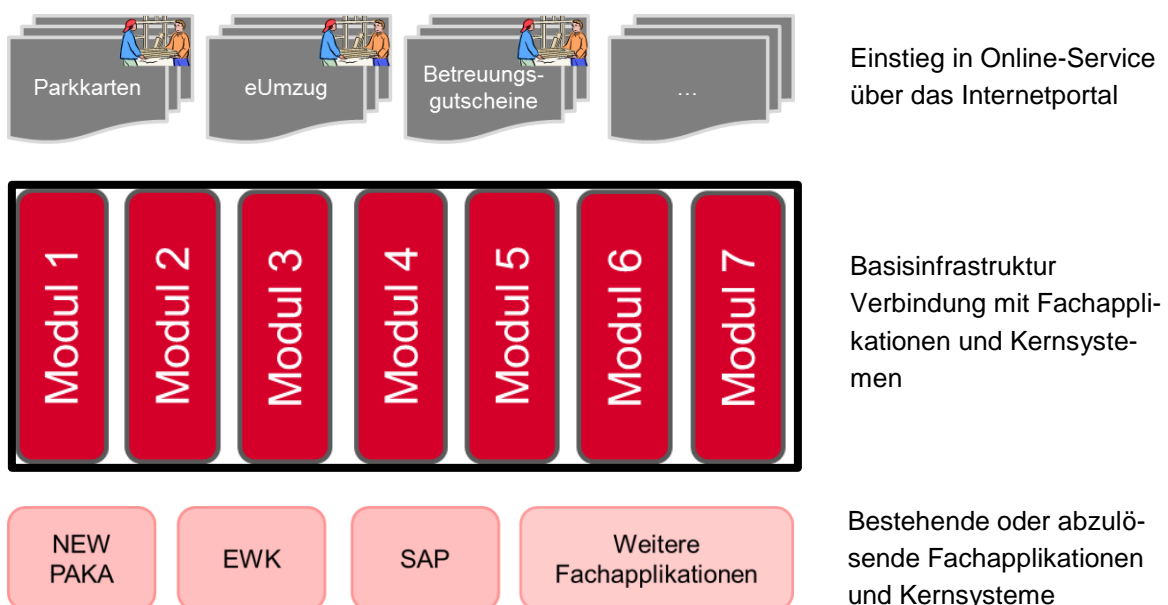 Parkkarten
eUmzug
Betreuungs-
gutscheine
...
Einstieg in Online-Service
über das Internetportal
Modul 1
Modul 2
Modul 3
Modul 4
Modul 5
Modul 6
Modul 7
Basisinfrastruktur
Verbindung mit Fachappli-
kationen und Kernsyste-
men
NEW
PAKA
EWK
SAP
Weitere
Fachapplikationen
Bestehende oder abzulö-
sende Fachapplikationen
und Kernsysteme